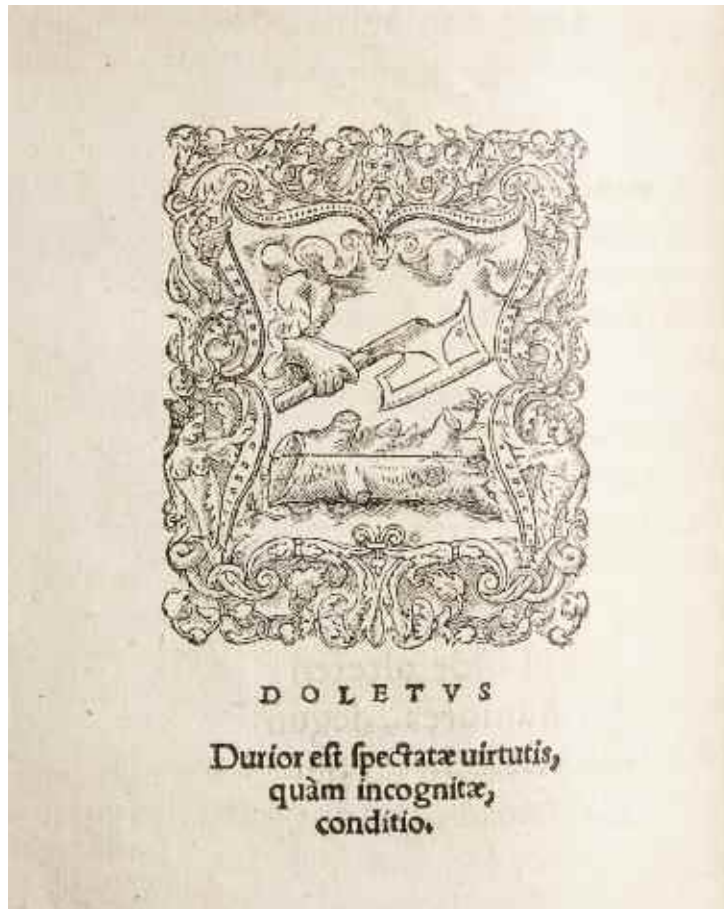 DOLETVS
Durior eſt ſpectatæ uirtutis,
quàm incognitæ,
conditio.